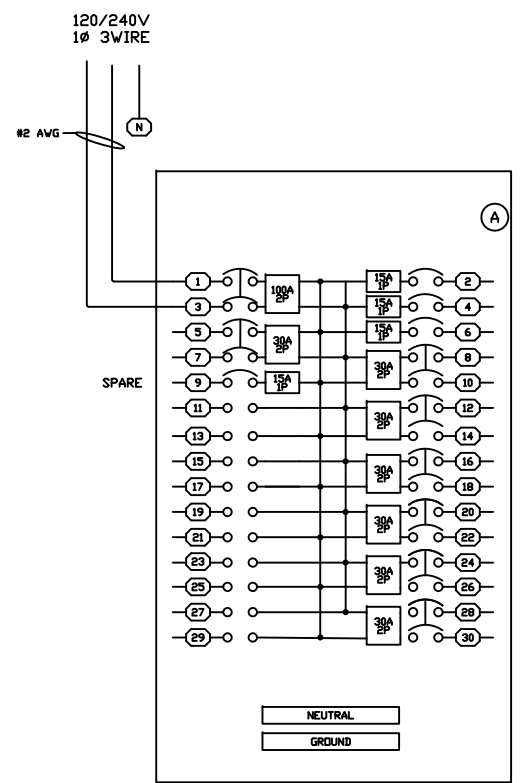 120/240V
1Ø 3WIRE
#2 AWG
N
A
1 100A 2P 15A 1P 2
3 15A 1P 4
5 30A 2P 15A 1P 6
7 30A 2P 8
SPARE 9 15A 1P 10
11 30A 2P 12
13 14
15 30A 2P 16
17 18
19 30A 2P 20
21 22
23 30A 2P 24
25 26
27 30A 2P 28
29 30
NEUTRAL
GROUND